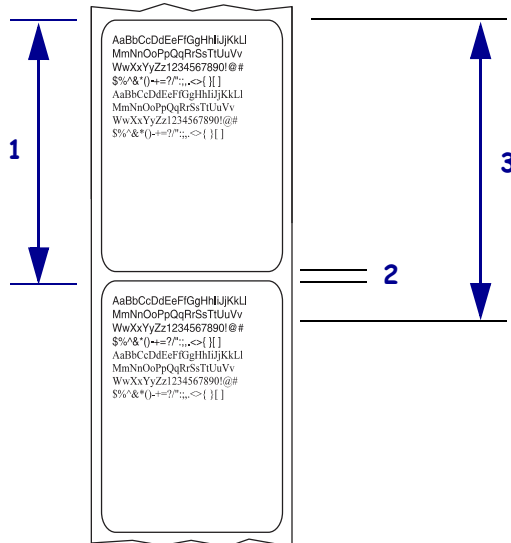 AaBbCcDdEeFfGgHhIiJjKkLl
MmNnOoPpQqRrSsTtUuVv
WwXxYyZz1234567890!@#
$%^&*()-+=?/":;,.<>{ }[ ]
AaBbCcDdEeFfGgHhIiJjKkLl
MmNnOoPpQqRrSsTtUuVv
WwXxYyZz1234567890!@#
$%^&*()-+=?/":;,.<>{ }[ ]
1
3
2
AaBbCcDdEeFfGgHhIiJjKkLl
MmNnOoPpQqRrSsTtUuVv
WwXxYyZz1234567890!@#
$%^&*()-+=?/":;,.<>{ }[ ]
AaBbCcDdEeFfGgHhIiJjKkLl
MmNnOoPpQqRrSsTtUuVv
WwXxYyZz1234567890!@#
$%^&*()-+=?/":;,.<>{ }[ ]